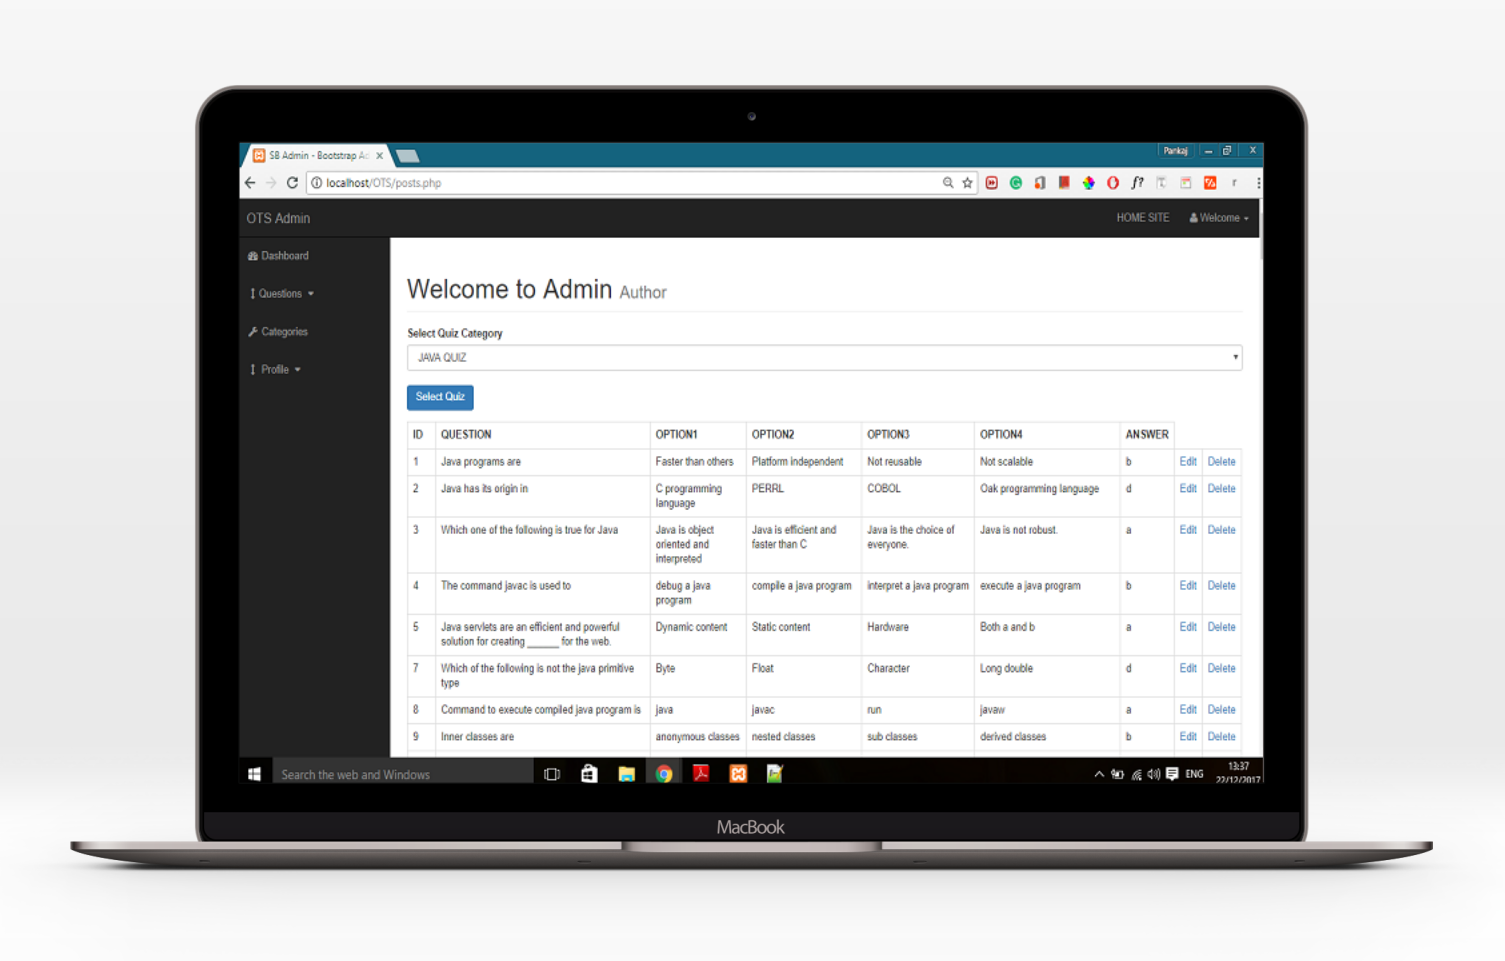 SB Admin - Bootstrap Ad
Pankaj
localhost/OTS/posts.php
OTS Admin
HOME SITE
Welcome
Dashboard
Questions
Categories
Profile
Welcome to Admin Author
Select Quiz Category
JAVA QUIZ
Select Quiz
ID QUESTION OPTION1 OPTION2 OPTION3 OPTION4 ANSWER
1 Java programs are Faster than others Platform independent Not reusable Not scalable b Edit Delete
2 Java has its origin in C programming language PERRL COBOL Oak programming language d Edit Delete
3 Which one of the following is true for Java Java is object oriented and interpreted Java is efficient and faster than C Java is the choice of everyone. Java is not robust. a Edit Delete
4 The command javac is used to debug a java program compile a java program interpret a java program execute a java program b Edit Delete
5 Java servlets are an efficient and powerful solution for creating ______ for the web. Dynamic content Static content Hardware Both a and b a Edit Delete
7 Which of the following is not the java primitive type Byte Float Character Long double d Edit Delete
8 Command to execute compiled java program is java javac run javaw a Edit Delete
9 Inner classes are anonymous classes nested classes sub classes derived classes b Edit Delete
Search the web and Windows
ENG
13:37
22/12/2017
MacBook